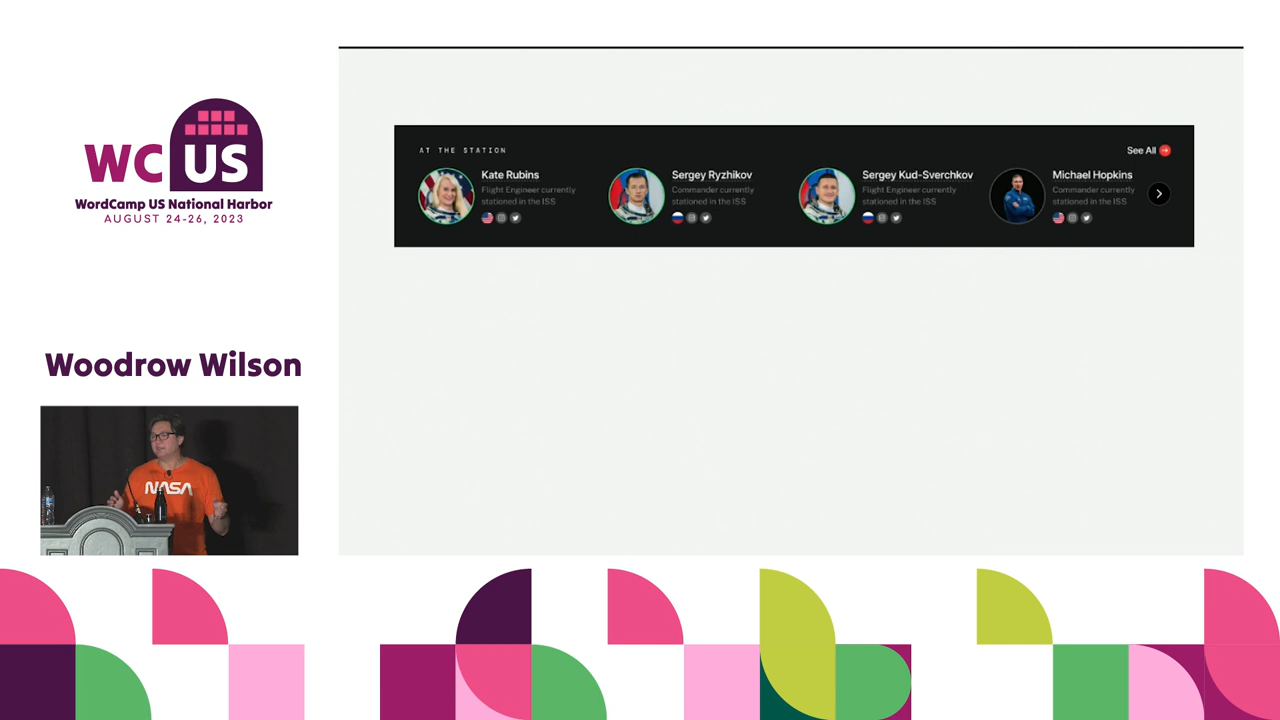 WC US
WordCamp US National Harbor
AUGUST 24-26, 2023
Woodrow Wilson
NASA
AT THE STATION
See All
Kate Rubins
Flight Engineer currently
stationed in the ISS
Sergey Ryzhikov
Commander currently
stationed in the ISS
Sergey Kud-Sverchkov
Flight Engineer currently
stationed in the ISS
Michael Hopkins
Commander currently
stationed in the ISS